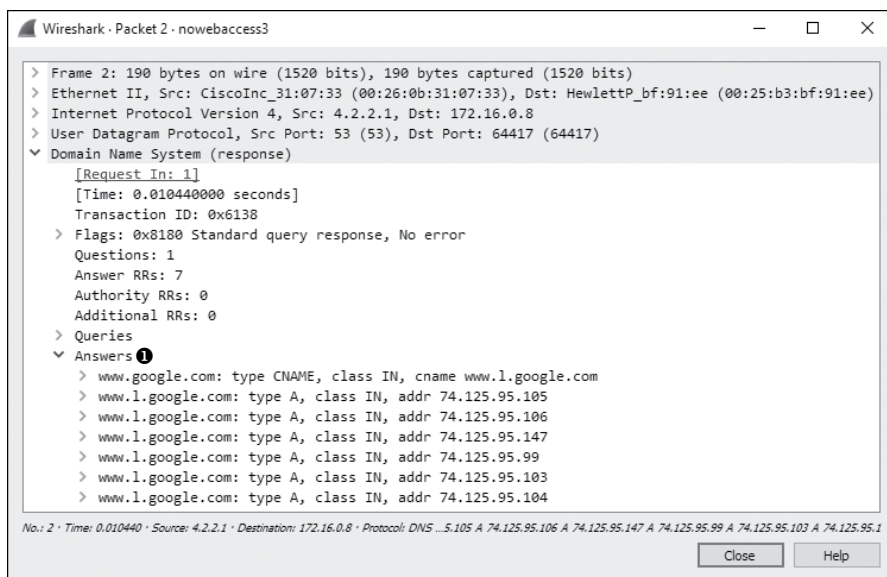 Wireshark · Packet 2 · nowebaccess3
Frame 2: 190 bytes on wire (1520 bits), 190 bytes captured (1520 bits)
Ethernet II, Src: CiscoInc_31:07:33 (00:26:0b:31:07:33), Dst: HewlettP_bf:91:ee (00:25:b3:bf:91:ee)
Internet Protocol Version 4, Src: 4.2.2.1, Dst: 172.16.0.8
User Datagram Protocol, Src Port: 53 (53), Dst Port: 64417 (64417)
Domain Name System (response)
[Request In: 1]
[Time: 0.010440000 seconds]
Transaction ID: 0x6138
Flags: 0x8180 Standard query response, No error
Questions: 1
Answer RRs: 7
Authority RRs: 0
Additional RRs: 0
Queries
Answers ❶
www.google.com: type CNAME, class IN, cname www.l.google.com
www.l.google.com: type A, class IN, addr 74.125.95.105
www.l.google.com: type A, class IN, addr 74.125.95.106
www.l.google.com: type A, class IN, addr 74.125.95.147
www.l.google.com: type A, class IN, addr 74.125.95.99
www.l.google.com: type A, class IN, addr 74.125.95.103
www.l.google.com: type A, class IN, addr 74.125.95.104
No.: 2 · Time: 0.010440 · Source: 4.2.2.1 · Destination: 172.16.0.8 · Protocol: DNS ...5.105 A 74.125.95.106 A 74.125.95.147 A 74.125.95.99 A 74.125.95.103 A 74.125.95.1
Close Help